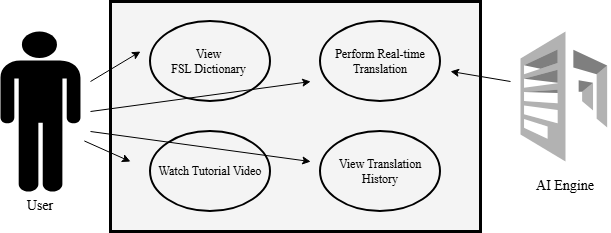 View
FSL Dictionary
Perform Real-time
Translation
Watch Tutorial Video
View Translation
History
User
AI Engine